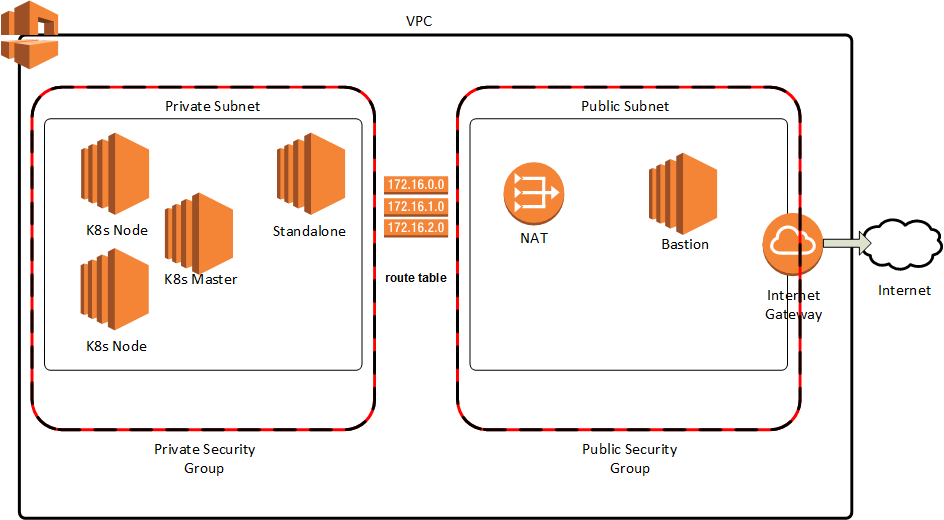 VPC
Private Subnet
Public Subnet
K8s Node
K8s Master
Standalone
K8s Node
172.16.0.0
172.16.1.0
172.16.2.0
route table
NAT
Bastion
Internet
Gateway
Internet
Private Security
Group
Public Security
Group